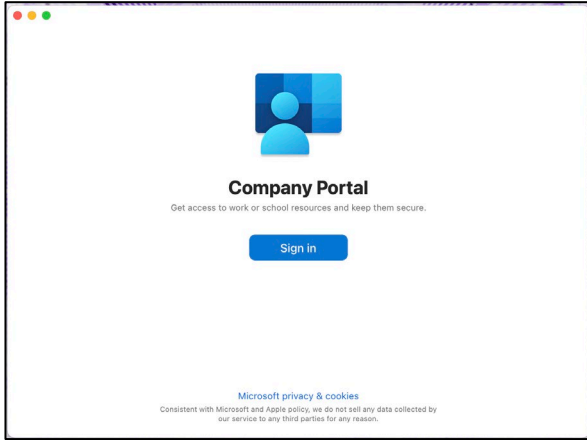 Company Portal
Get access to work or school resources and keep them secure.
Sign in
Microsoft privacy & cookies
Consistent with Microsoft and Apple policy, we do not sell any data collected by
our service to any third parties for any reason.